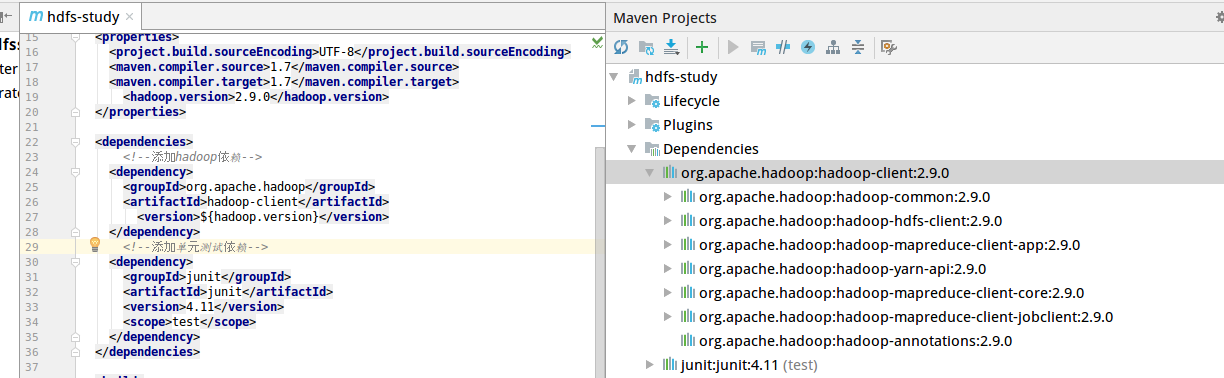 hdfs-study
15 <properties>
16 <project.build.sourceEncoding>UTF-8</project.build.sourceEncoding>
17 <maven.compiler.source>1.7</maven.compiler.source>
18 <maven.compiler.target>1.7</maven.compiler.target>
19 <hadoop.version>2.9.0</hadoop.version>
20 </properties>
21
22 <dependencies>
23 <!--添加hadoop依赖-->
24 <dependency>
25 <groupId>org.apache.hadoop</groupId>
26 <artifactId>hadoop-client</artifactId>
27 <version>${hadoop.version}</version>
28 </dependency>
29 <!--添加单元测试依赖-->
30 <dependency>
31 <groupId>junit</groupId>
32 <artifactId>junit</artifactId>
33 <version>4.11</version>
34 <scope>test</scope>
35 </dependency>
36 </dependencies>
37
Maven Projects
hdfs-study
Lifecycle
Plugins
Dependencies
org.apache.hadoop:hadoop-client:2.9.0
org.apache.hadoop:hadoop-common:2.9.0
org.apache.hadoop:hadoop-hdfs-client:2.9.0
org.apache.hadoop:hadoop-mapreduce-client-app:2.9.0
org.apache.hadoop:hadoop-yarn-api:2.9.0
org.apache.hadoop:hadoop-mapreduce-client-core:2.9.0
org.apache.hadoop:hadoop-mapreduce-client-jobclient:2.9.0
org.apache.hadoop:hadoop-annotations:2.9.0
junit:junit:4.11 (test)